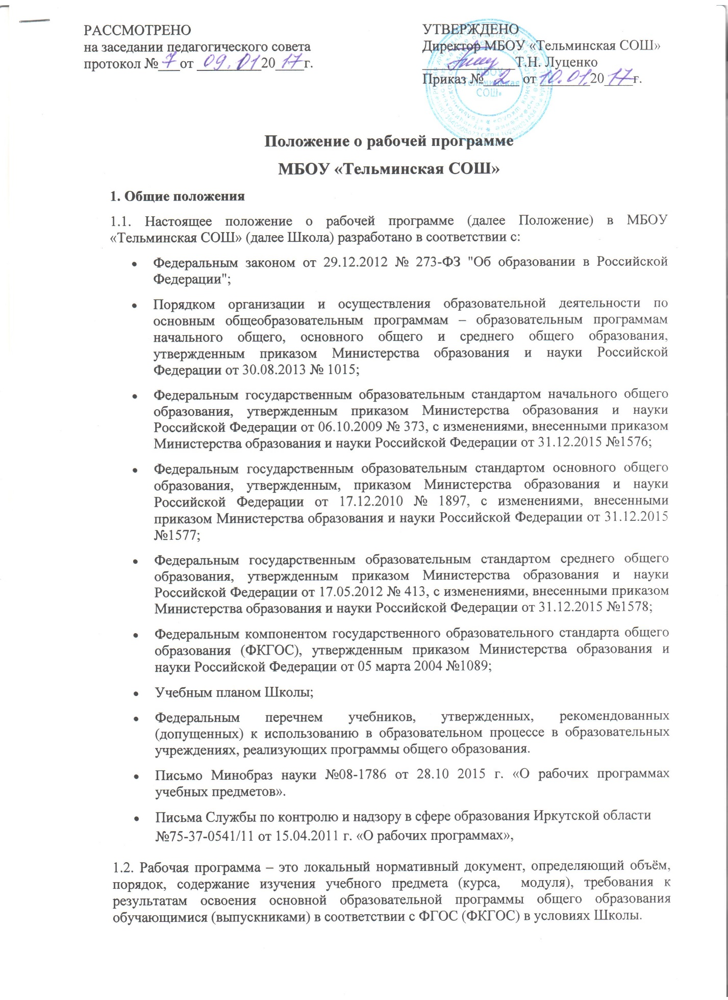 РАССМОТРЕНО
на заседании педагогического совета
протокол № 7 от 09.01 2017г.
УТВЕРЖДЕНО
Директор МБОУ «Тельминская СОШ»
Т.Н. Луценко
Приказ № 2 от 10.01. 2017г.
МБОУ
«Тельминская
СОШ»
Положение о рабочей программе
МБОУ «Тельминская СОШ»
1. Общие положения
1.1. Настоящее положение о рабочей программе (далее Положение) в МБОУ
«Тельминская СОШ» (далее Школа) разработано в соответствии с:
• Федеральным законом от 29.12.2012 № 273-ФЗ "Об образовании в Российской
Федерации";
• Порядком организации и осуществления образовательной деятельности по
основным общеобразовательным программам – образовательным программам
начального общего, основного общего и среднего общего образования,
утвержденным приказом Министерства образования и науки Российской
Федерации от 30.08.2013 № 1015;
• Федеральным государственным образовательным стандартом начального общего
образования, утвержденным приказом Министерства образования и науки
Российской Федерации от 06.10.2009 № 373, с изменениями, внесенными приказом
Министерства образования и науки Российской Федерации от 31.12.2015 №1576;
• Федеральным государственным образовательным стандартом основного общего
образования, утвержденным, приказом Министерства образования и науки
Российской Федерации от 17.12.2010 № 1897, с изменениями, внесенными
приказом Министерства образования и науки Российской Федерации от 31.12.2015
№1577;
• Федеральным государственным образовательным стандартом среднего общего
образования, утвержденным приказом Министерства образования и науки
Российской Федерации от 17.05.2012 № 413, с изменениями, внесенными приказом
Министерства образования и науки Российской Федерации от 31.12.2015 №1578;
• Федеральным компонентом государственного образовательного стандарта общего
образования (ФКГОС), утвержденным приказом Министерства образования и
науки Российской Федерации от 05 марта 2004 №1089;
• Учебным планом Школы;
• Федеральным перечнем учебников, утвержденных, рекомендованных
(допущенных) к использованию в образовательном процессе в образовательных
учреждениях, реализующих программы общего образования.
• Письмо Минобраз науки №08-1786 от 28.10 2015 г. «О рабочих программах
учебных предметов».
• Письма Службы по контролю и надзору в сфере образования Иркутской области
№75-37-0541/11 от 15.04.2011 г. «О рабочих программах»,
1.2. Рабочая программа – это локальный нормативный документ, определяющий объём,
порядок, содержание изучения учебного предмета (курса, модуля), требования к
результатам освоения основной образовательной программы общего образования
обучающимися (выпускниками) в соответствии с ФГОС (ФКГОС) в условиях Школы.